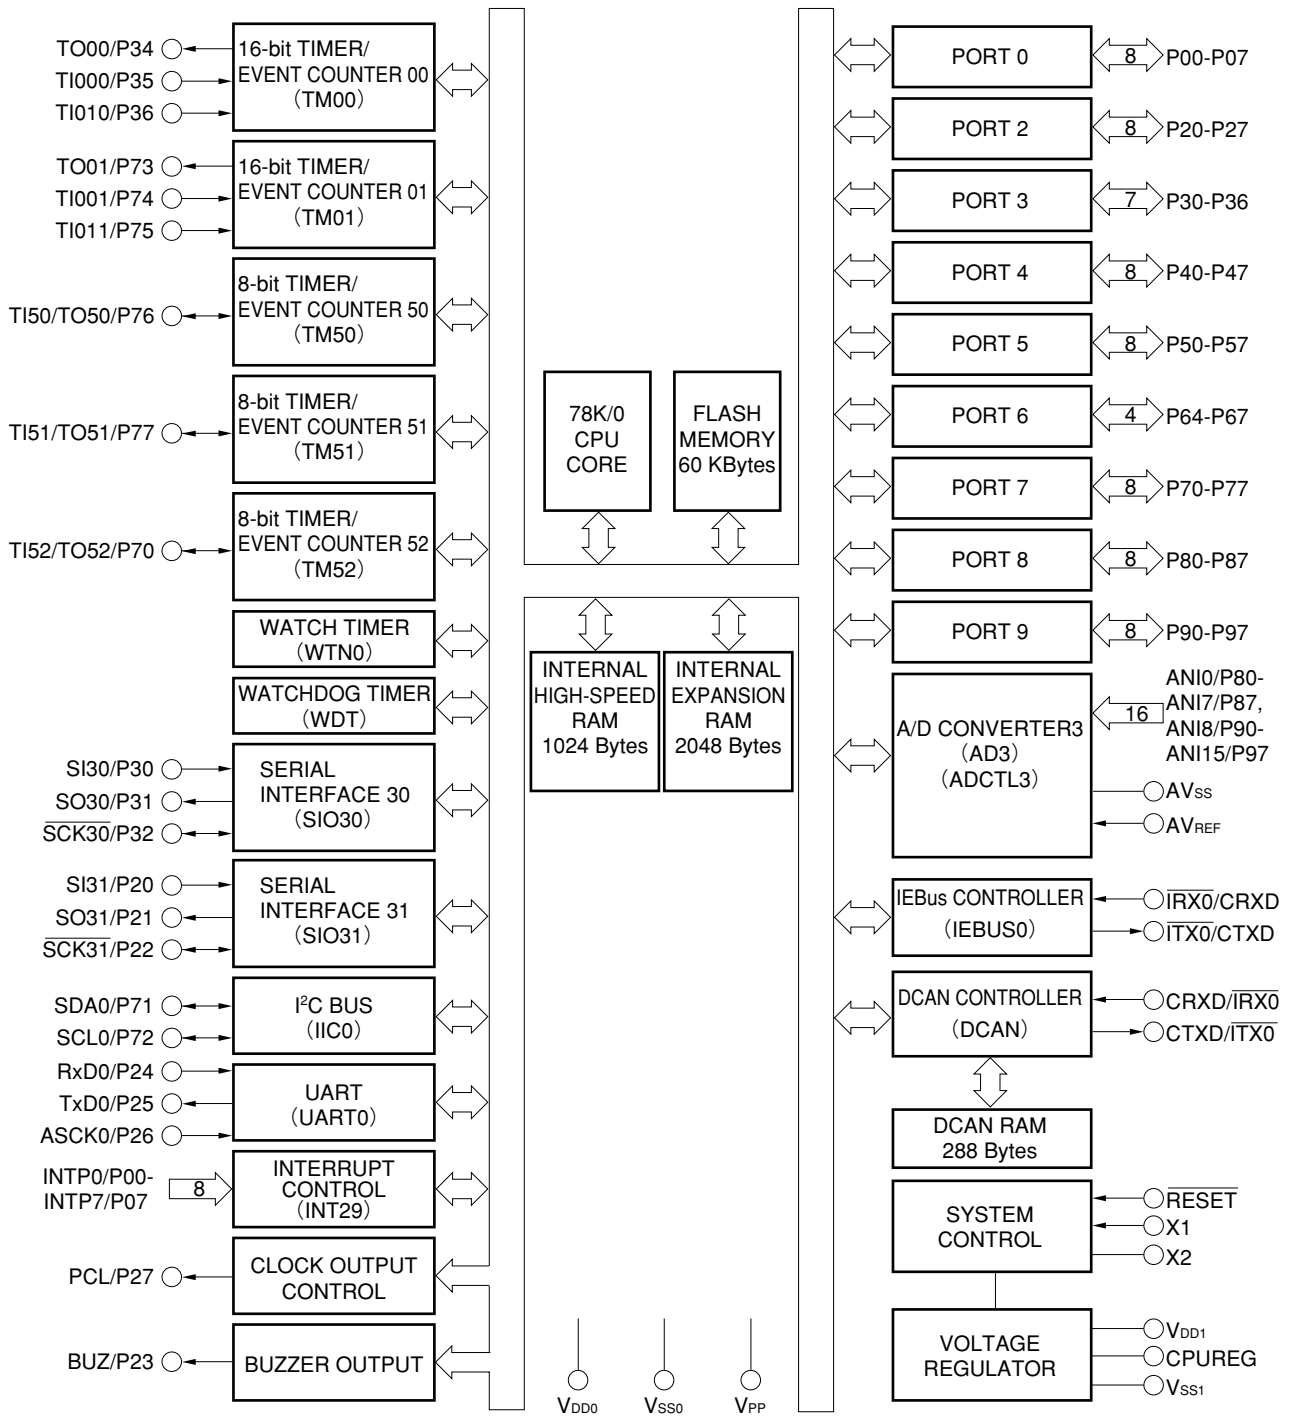 TO00/P34
TI000/P35
TI010/P36
16-bit TIMER/
EVENT COUNTER 00
(TM00)
TO01/P73
TI001/P74
TI011/P75
16-bit TIMER/
EVENT COUNTER 01
(TM01)
TI50/TO50/P76
8-bit TIMER/
EVENT COUNTER 50
(TM50)
TI51/TO51/P77
8-bit TIMER/
EVENT COUNTER 51
(TM51)
TI52/TO52/P70
8-bit TIMER/
EVENT COUNTER 52
(TM52)
WATCH TIMER
(WTN0)
WATCHDOG TIMER
(WDT)
SI30/P30
SO30/P31
SCK30/P32
SERIAL
INTERFACE 30
(SIO30)
SI31/P20
SO31/P21
SCK31/P22
SERIAL
INTERFACE 31
(SIO31)
SDA0/P71
SCL0/P72
I²C BUS
(IIC0)
RxD0/P24
TxD0/P25
ASCK0/P26
UART
(UART0)
INTP0/P00-
INTP7/P07
8
INTERRUPT
CONTROL
(INT29)
PCL/P27
CLOCK OUTPUT
CONTROL
BUZ/P23
BUZZER OUTPUT
78K/0
CPU
CORE
FLASH
MEMORY
60 KBytes
INTERNAL
HIGH-SPEED
RAM
1024 Bytes
INTERNAL
EXPANSION
RAM
2048 Bytes
VDD0
VSS0
VPP
PORT 0
8
P00-P07
PORT 2
8
P20-P27
PORT 3
7
P30-P36
PORT 4
8
P40-P47
PORT 5
8
P50-P57
PORT 6
4
P64-P67
PORT 7
8
P70-P77
PORT 8
8
P80-P87
PORT 9
8
P90-P97
A/D CONVERTER3
(AD3)
(ADCTL3)
16
ANI0/P80-
ANI7/P87,
ANI8/P90-
ANI15/P97
AVSS
AVREF
IEBus CONTROLLER
(IEBUS0)
IRX0/CRXD
ITX0/CTXD
DCAN CONTROLLER
(DCAN)
CRXD/IRX0
CTXD/ITX0
DCAN RAM
288 Bytes
SYSTEM
CONTROL
RESET
X1
X2
VOLTAGE
REGULATOR
VDD1
CPUREG
VSS1